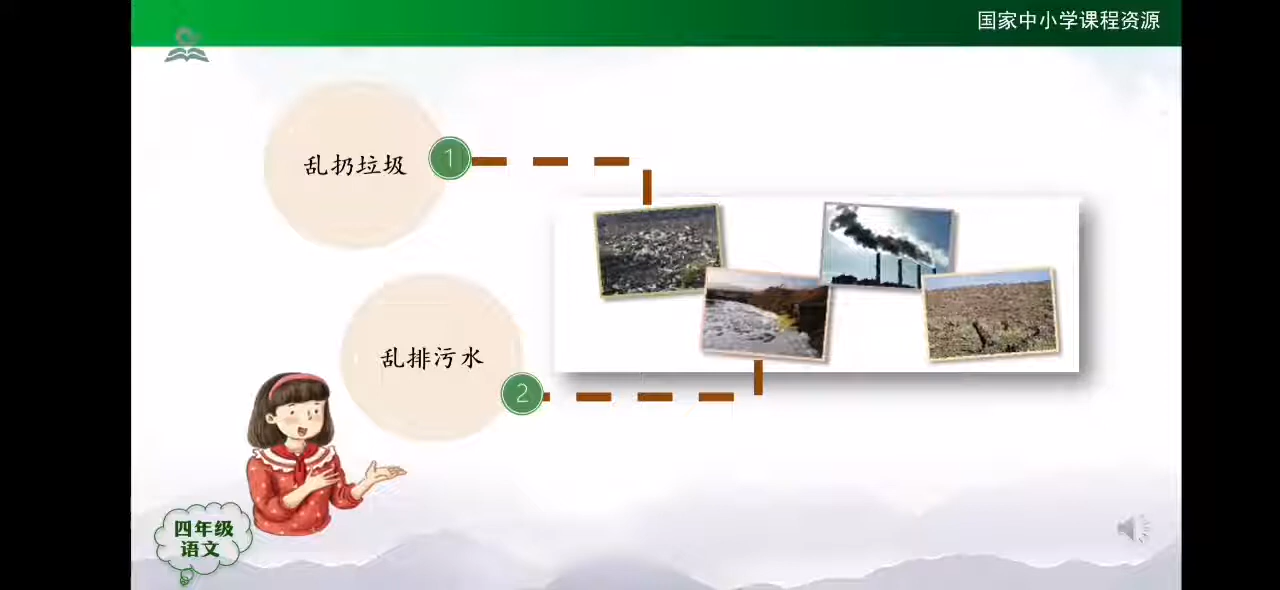 国家中小学课程资源
乱扔垃圾
1
乱排污水
2
四年级
语文